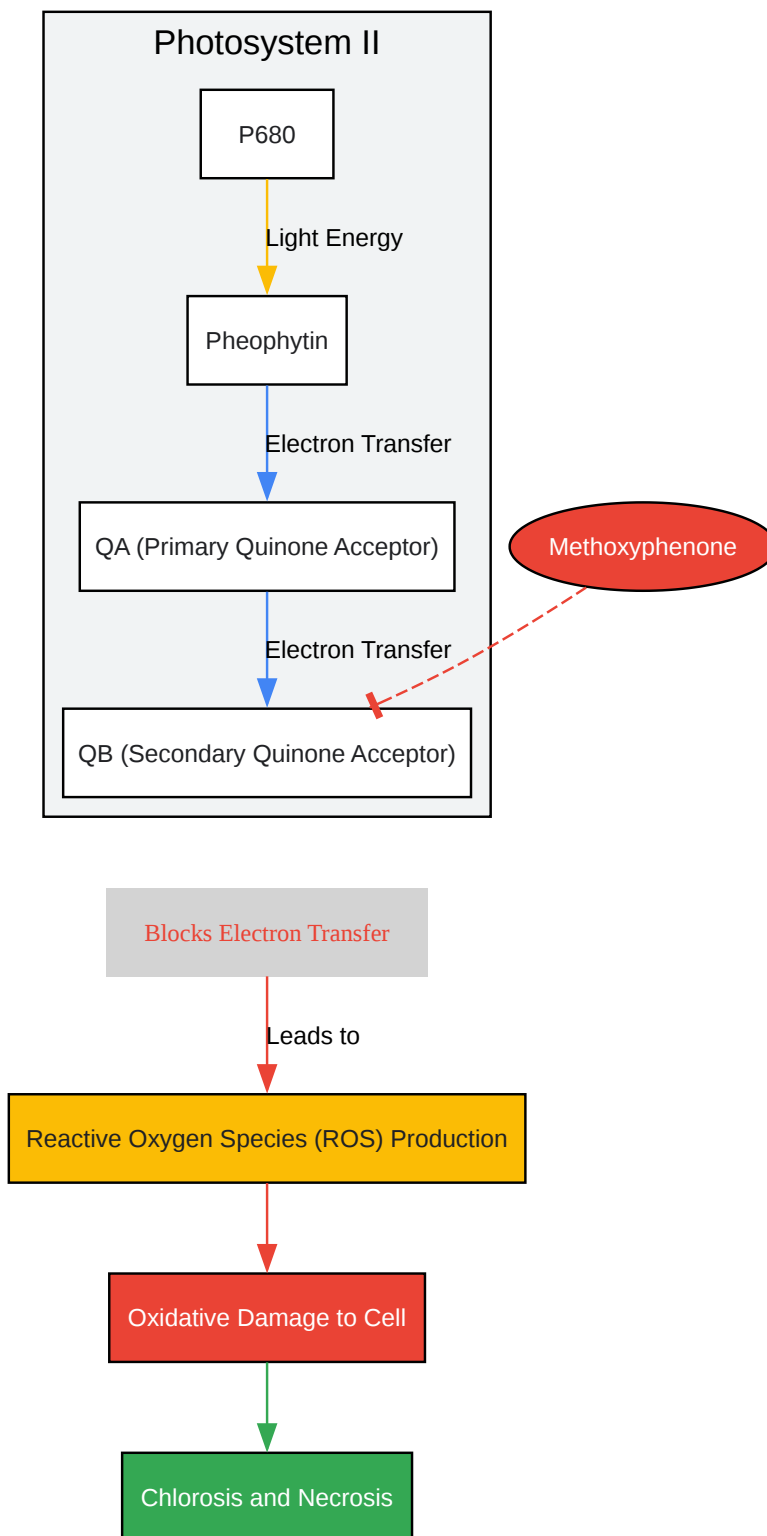 Photosystem II
P680
Light Energy
Pheophytin
Electron Transfer
QA (Primary Quinone Acceptor)
Methoxyphenone
Electron Transfer
QB (Secondary Quinone Acceptor)
Blocks Electron Transfer
Leads to
Reactive Oxygen Species (ROS) Production
Oxidative Damage to Cell
Chlorosis and Necrosis